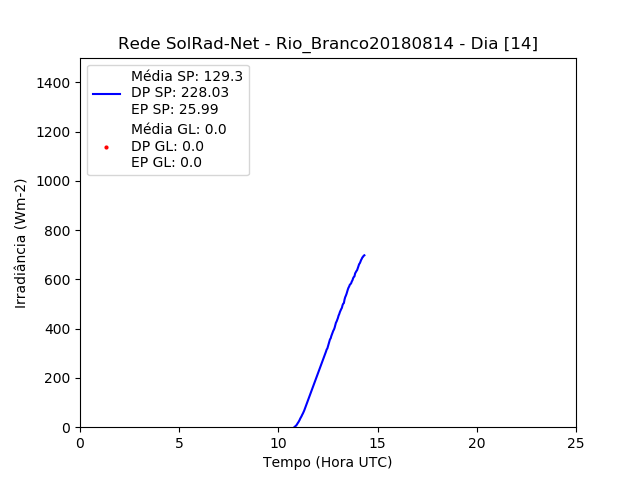 Rede SolRad-Net - Rio_Branco20180814 - Dia [14]
Média SP: 129.3
DP SP: 228.03
EP SP: 25.99
Média GL: 0.0
DP GL: 0.0
EP GL: 0.0
1400
1200
1000
800
600
400
200
0
Irradiância (Wm-2)
0 5 10 15 20 25
Tempo (Hora UTC)